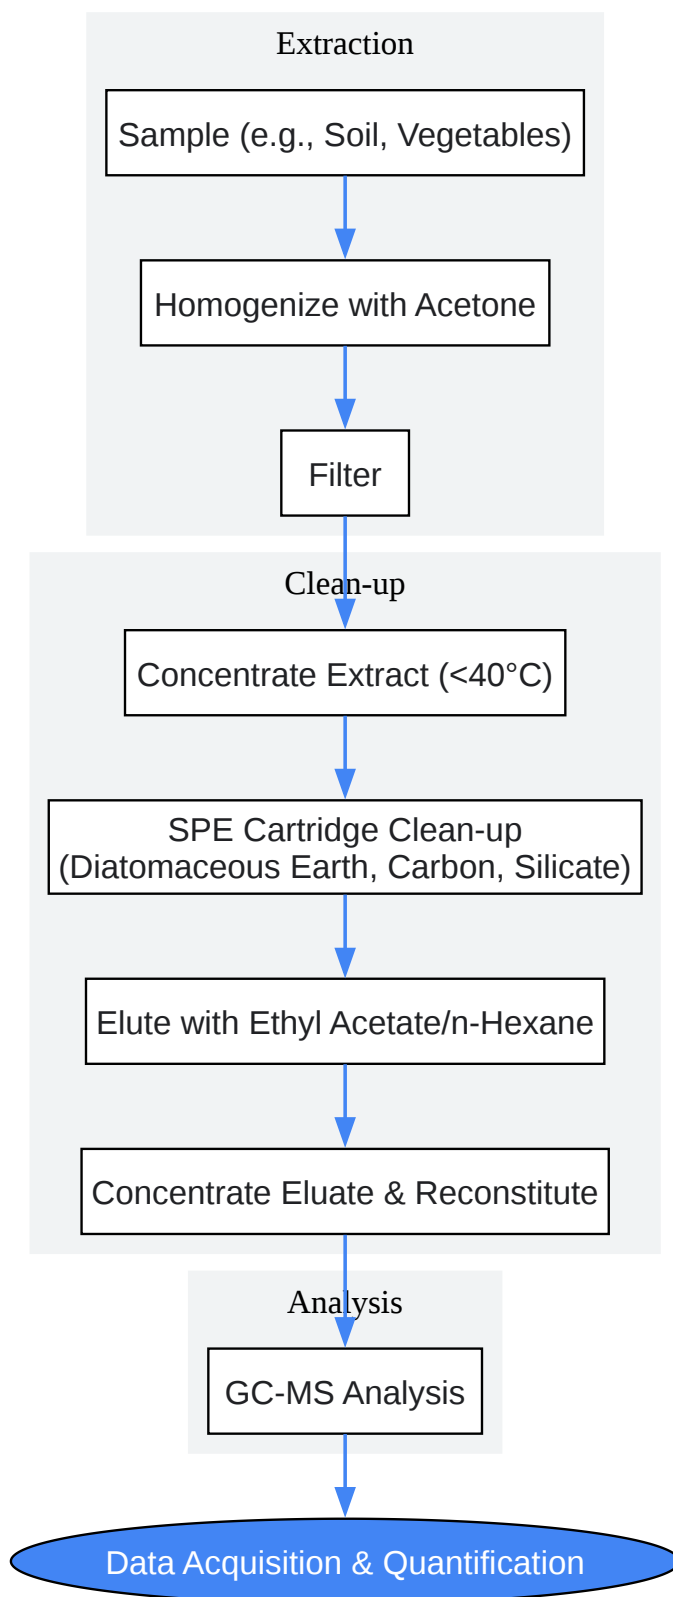 Extraction
Sample (e.g., Soil, Vegetables)
Homogenize with Acetone
Filter
Clean-up
Concentrate Extract (<40°C)
SPE Cartridge Clean-up
(Diatomaceous Earth, Carbon, Silicate)
Elute with Ethyl Acetate/n-Hexane
Concentrate Eluate & Reconstitute
Analysis
GC-MS Analysis
Data Acquisition & Quantification